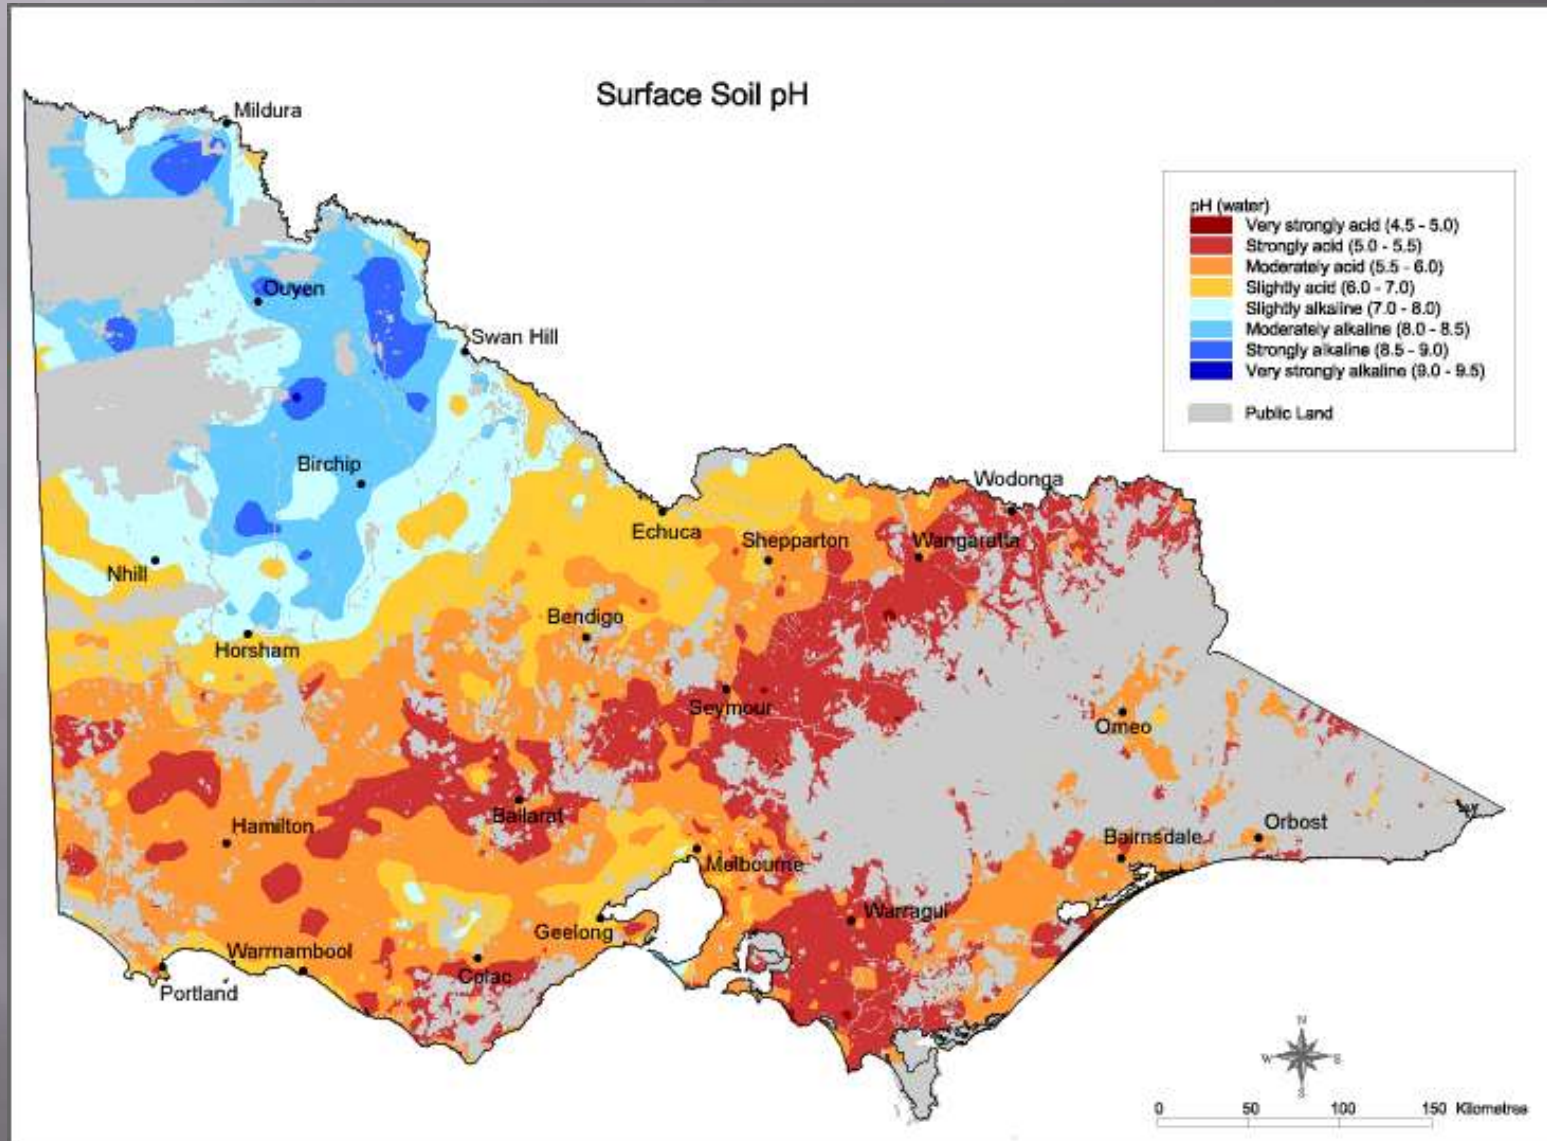 Surface Soil pH
Mildura
pH (water)
Very strongly acid (4.5 - 5.0)
Strongly acid (5.0 - 5.5)
Moderately acid (5.5 - 6.0)
Slightly acid (6.0 - 7.0)
Slightly alkaline (7.0 - 8.0)
Moderately alkaline (8.0 - 8.5)
Strongly alkaline (8.5 - 9.0)
Very strongly alkaline (9.0 - 9.5)
Public Land
Ouyen
Swan Hill
Birchip
Wodonga
Echuca
Shepparton
Wangaratta
Nhill
Bendigo
Horsham
Seymour
Omeo
Ballarat
Hamilton
Orbost
Bairnsdale
Melbourne
Warragul
Geelong
Warrnambool
Colac
Portland
N
W
E
S
0 50 100 150 Kilometres